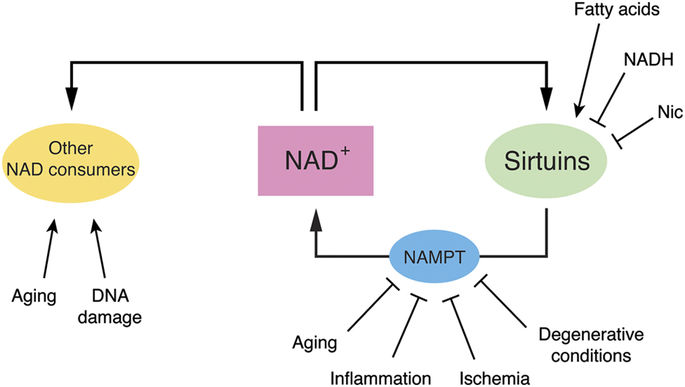 Fatty acids
NADH
Nic
Other
NAD consumers
NAD+
Sirtuins
NAMPT
Aging
DNA
damage
Aging
Inflammation
Ischemia
Degenerative
conditions